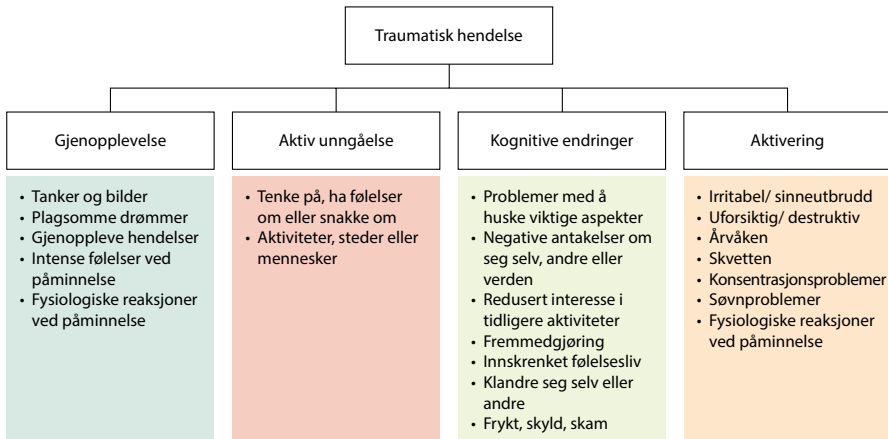 Traumatisk hendelse
Gjenopplevelse
Aktiv unngåelse
Kognitive endringer
Aktivering
• Tanker og bilder
• Plagsomme drømmer
• Gjenoppleve hendelser
• Intense følelser ved
påminnelse
• Fysiologiske reaksjoner
ved påminnelse
• Tenke på, ha følelser
om eller snakke om
• Aktiviteter, steder eller
mennesker
• Problemer med å
huske viktige aspekter
• Negative antakelser om
seg selv, andre eller
verden
• Redusert interesse i
tidligere aktiviteter
• Fremmedgjøring
• Innskrenket følelsesliv
• Klandre seg selv eller
andre
• Frykt, skyld, skam
• Irritabel/ sinneutbrudd
• Uforsiktig/ destruktiv
• Årvåken
• Skvetten
• Konsentrasjonsproblemer
• Søvnproblemer
• Fysiologiske reaksjoner
ved påminnelse